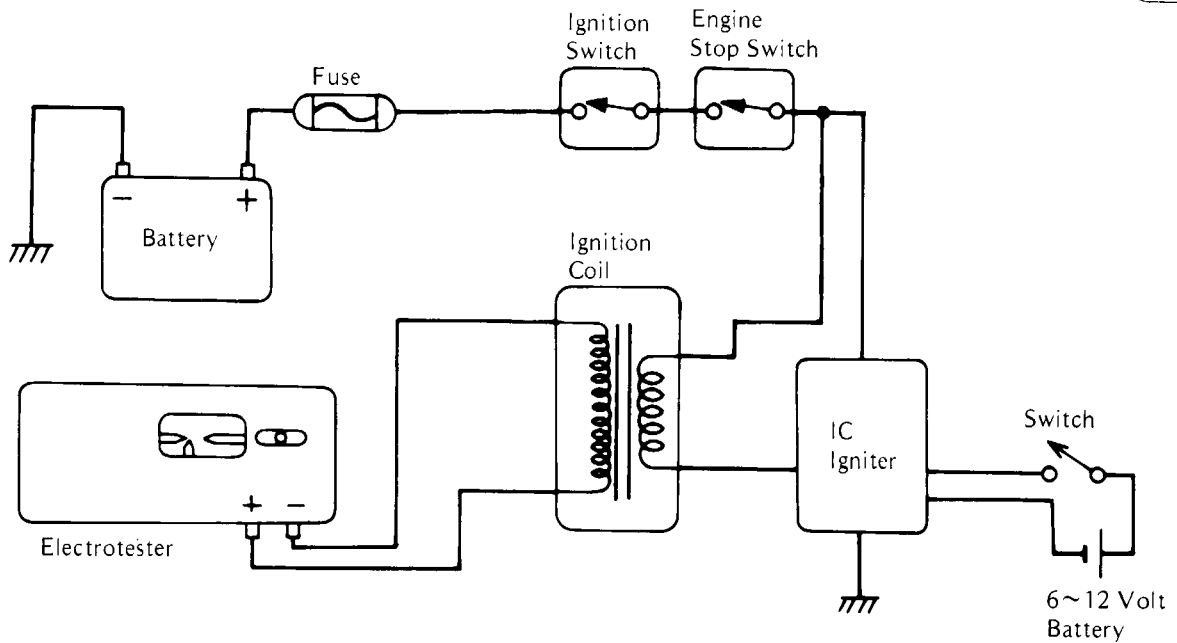 Ignition
Switch
Engine
Stop Switch
Fuse
Battery
Ignition
Coil
IC
Igniter
Switch
Electrotester
6~12 Volt
Battery